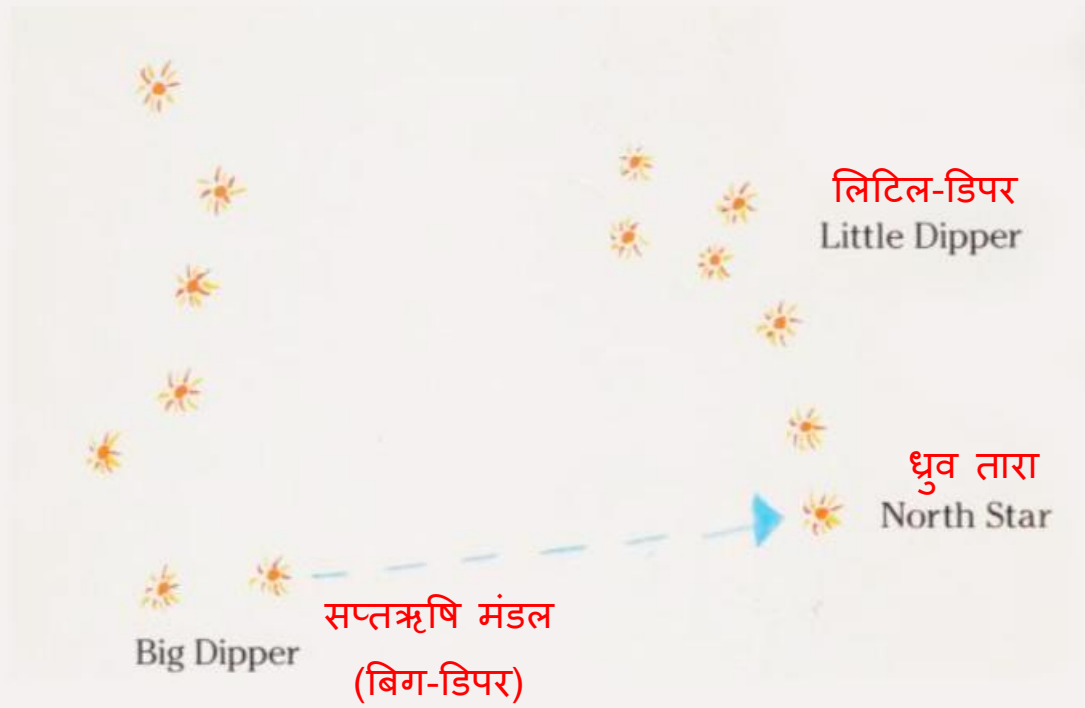 लिटिल-डिपर
Little Dipper
ध्रुव तारा
North Star
सप्तऋषि मंडल
Big Dipper
(बिग-डिपर)